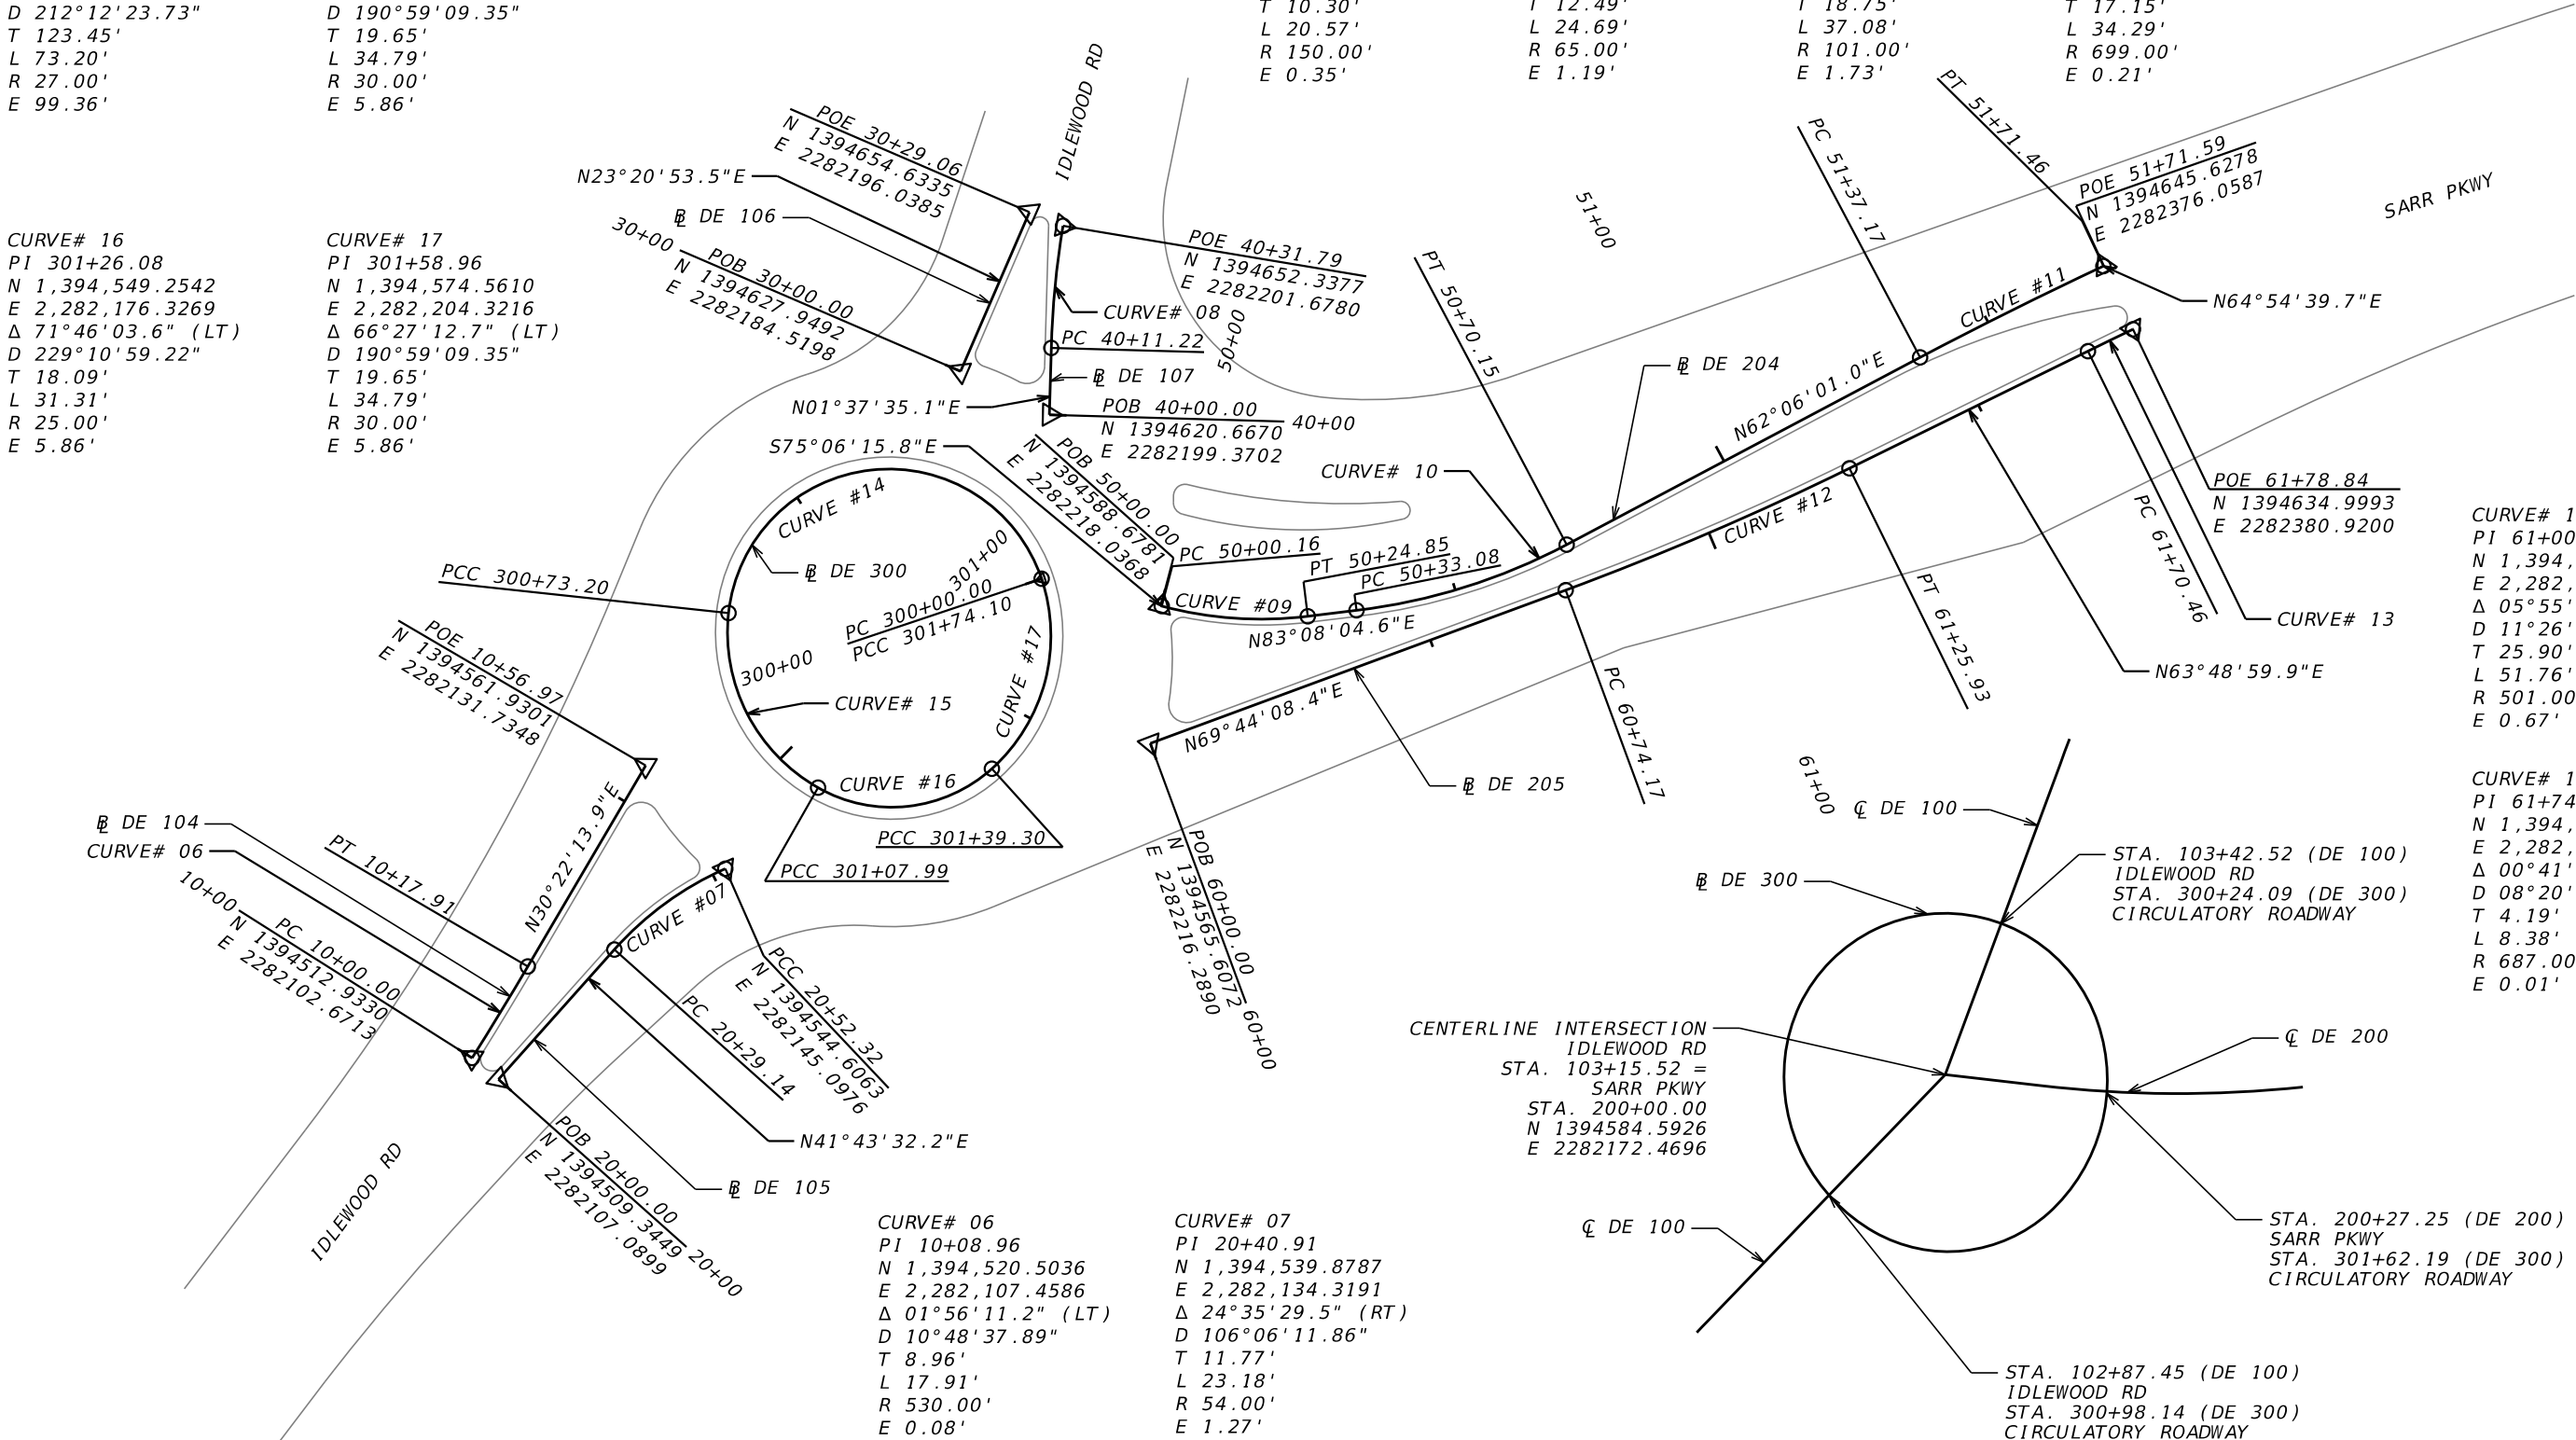 D 212°12'23.73"
T 123.45'
L 73.20'
R 27.00'
E 99.36'
D 190°59'09.35"
T 19.65'
L 34.79'
R 30.00'
E 5.86'
T 10.30'
L 20.57'
R 150.00'
E 0.35'
T 12.49'
L 24.69'
R 65.00'
E 1.19'
T 18.75'
L 37.08'
R 101.00'
E 1.73'
T 17.15'
L 34.29'
R 699.00'
E 0.21'
CURVE# 16
PI 301+26.08
N 1,394,549.2542
E 2,282,176.3269
Δ 71°46'03.6" (LT)
D 229°10'59.22"
T 18.09'
L 31.31'
R 25.00'
E 5.86'
CURVE# 17
PI 301+58.96
N 1,394,574.5610
E 2,282,204.3216
Δ 66°27'12.7" (LT)
D 190°59'09.35"
T 19.65'
L 34.79'
R 30.00'
E 5.86'
IDLEWOOD RD
POE 30+29.06
N 1394654.6335
E 2282196.0385
N23°20'53.5"E
℄ DE 106
30+00
POB 30+00.00
N 1394627.9492
E 2282184.5198
POE 40+31.79
N 1394652.3377
E 2282201.6780
CURVE# 08
PC 40+11.22
℄ DE 107
N01°37'35.1"E
POB 40+00.00
N 1394620.6670
E 2282199.3702
40+00
50+00
S75°06'15.8"E
POB 50+00.00
N 1394588.6781
E 2282218.0368
PC 50+00.16
PT 50+24.85
PC 50+33.08
CURVE #09
N83°08'04.6"E
CURVE# 10
PT 50+70.15
℄ DE 204
51+00
N62°06'01.0"E
PC 51+37.17
CURVE #11
PT 51+71.46
POE 51+71.59
N 1394645.6278
E 2282376.0587
SARR PKWY
N64°54'39.7"E
POE 61+78.84
N 1394634.9993
E 2282380.9200
PC 61+70.46
CURVE# 13
N63°48'59.9"E
CURVE #12
PT 61+25.93
PC 60+74.17
61+00
N69°44'08.4"E
℄ DE 205
POB 60+00.00
N 1394565.6072
E 2282216.2890
60+00
CURVE #14
℄ DE 300
301+00
PC 300+00.00
PCC 301+74.10
PCC 300+73.20
300+00
CURVE# 15
CURVE #17
CURVE #16
PCC 301+39.30
PCC 301+07.99
POE 10+56.97
N 1394561.9301
E 2282131.7348
℄ DE 104
CURVE# 06
PT 10+17.91
N30°22'13.9"E
10+00
PC 10+00.00
N 1394512.9330
E 2282102.6713
CURVE #07
PCC 20+52.32
N 1394544.6063
E 2282145.0976
PC 20+29.14
N41°43'32.2"E
℄ DE 105
POB 20+00.00
N 1394509.3449
E 2282107.0899
20+00
IDLEWOOD RD
CURVE# 06
PI 10+08.96
N 1,394,520.5036
E 2,282,107.4586
Δ 01°56'11.2" (LT)
D 10°48'37.89"
T 8.96'
L 17.91'
R 530.00'
E 0.08'
CURVE# 07
PI 20+40.91
N 1,394,539.8787
E 2,282,134.3191
Δ 24°35'29.5" (RT)
D 106°06'11.86"
T 11.77'
L 23.18'
R 54.00'
E 1.27'
CURVE# 1
PI 61+00
N 1,394,
E 2,282,
Δ 05°55'
D 11°26'
T 25.90'
L 51.76'
R 501.00
E 0.67'
CURVE# 1
PI 61+74
N 1,394,
E 2,282,
Δ 00°41'
D 08°20'
T 4.19'
L 8.38'
R 687.00
E 0.01'
℄ DE 100
℄ DE 300
STA. 103+42.52 (DE 100)
IDLEWOOD RD
STA. 300+24.09 (DE 300)
CIRCULATORY ROADWAY
CENTERLINE INTERSECTION
IDLEWOOD RD
STA. 103+15.52 =
SARR PKWY
STA. 200+00.00
N 1394584.5926
E 2282172.4696
℄ DE 200
℄ DE 100
STA. 200+27.25 (DE 200)
SARR PKWY
STA. 301+62.19 (DE 300)
CIRCULATORY ROADWAY
STA. 102+87.45 (DE 100)
IDLEWOOD RD
STA. 300+98.14 (DE 300)
CIRCULATORY ROADWAY